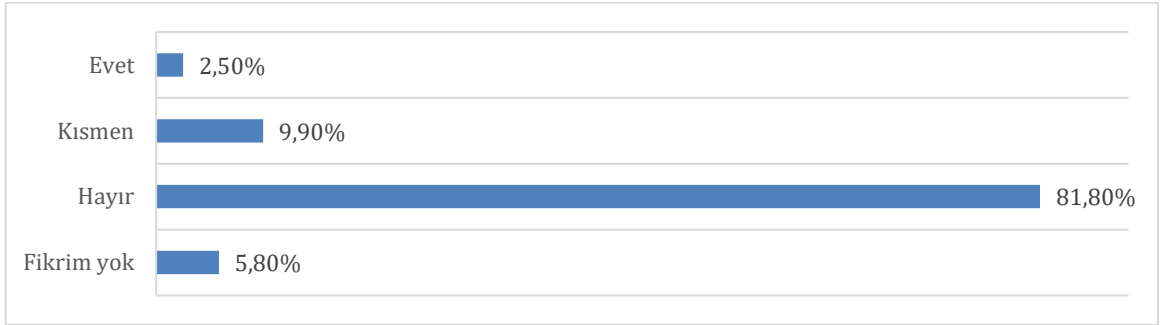 Evet 2,50%
Kısmen 9,90%
Hayır 81,80%
Fikrim yok 5,80%